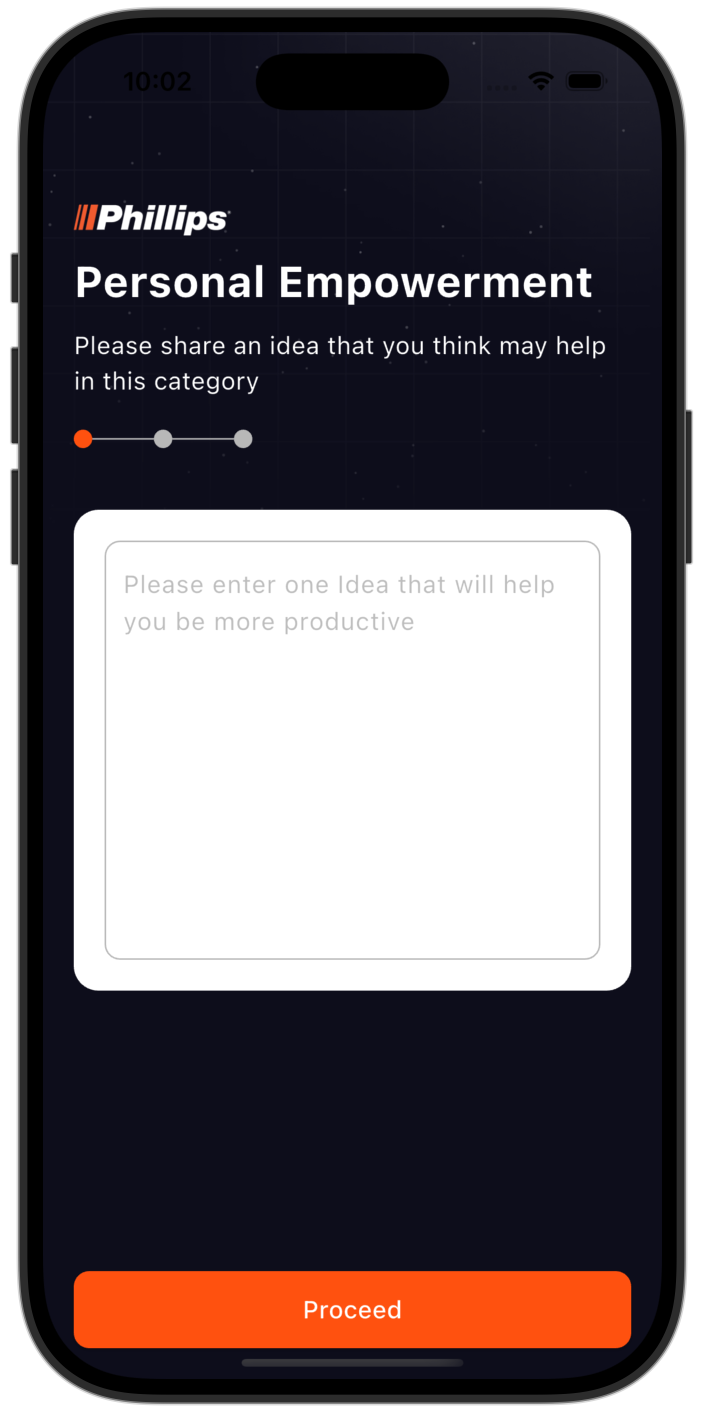 10:02
Phillips
Personal Empowerment
Please share an idea that you think may help
in this category
Please enter one Idea that will help
you be more productive
Proceed